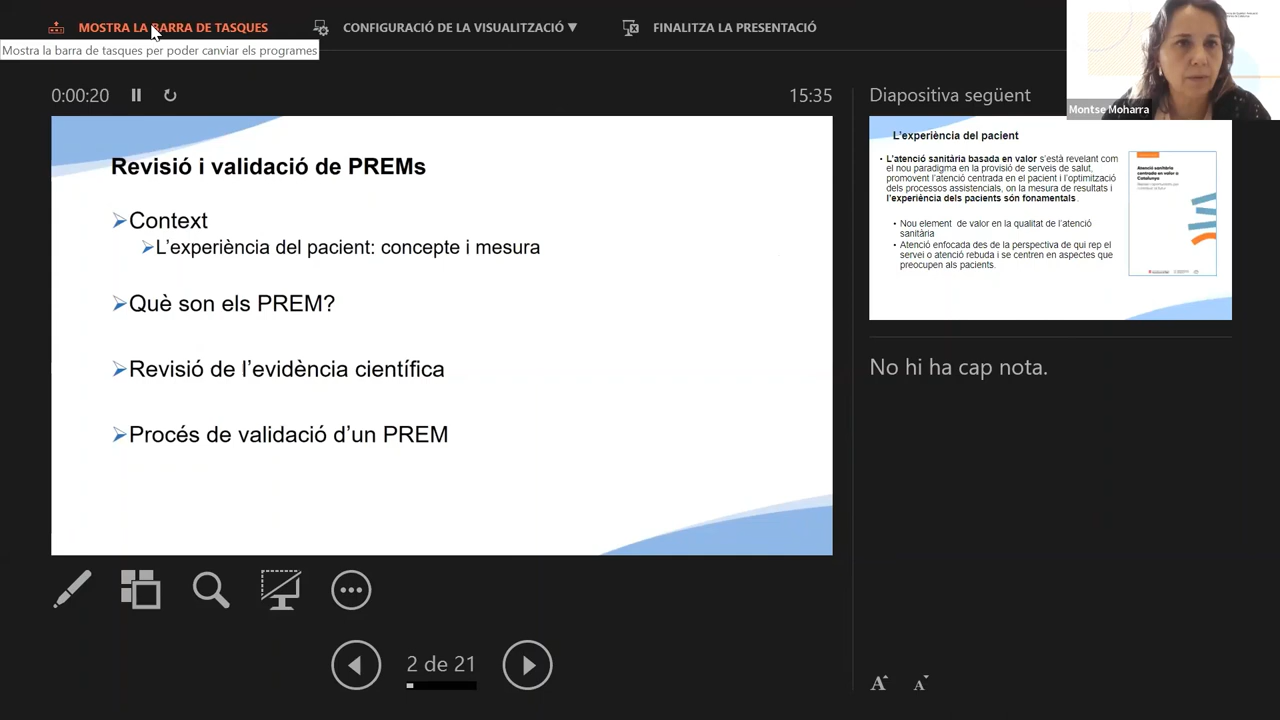 MOSTRA LA BARRA DE TASQUES
CONFIGURACIÓ DE LA VISUALITZACIÓ ▼
FINALITZA LA PRESENTACIÓ
Mostra la barra de tasques per poder canviar els programes
Montse Moharra
0:00:20
15:35
Revisió i validació de PREMs
Context
L’experiència del pacient: concepte i mesura
Què son els PREM?
Revisió de l’evidència científica
Procés de validació d’un PREM
2 de 21
Diapositiva següent
L’experiència del pacient
• L’atenció sanitària basada en valor s’està revelant com
el nou paradigma en la provisió de serveis de salut,
promovent l’atenció centrada en el pacient i l’optimització
dels processos assistencials, on la mesura de resultats i
l’experiència dels pacients són fonamentals.
• Nou element de valor en la qualitat de l’atenció
sanitària
• Atenció enfocada des de la perspectiva de qui rep el
servei o atenció rebuda i se centren en aspectes que
preocupen als pacients.
Atenció sanitària
centrada en valor a
Catalunya
No hi ha cap nota.
A A